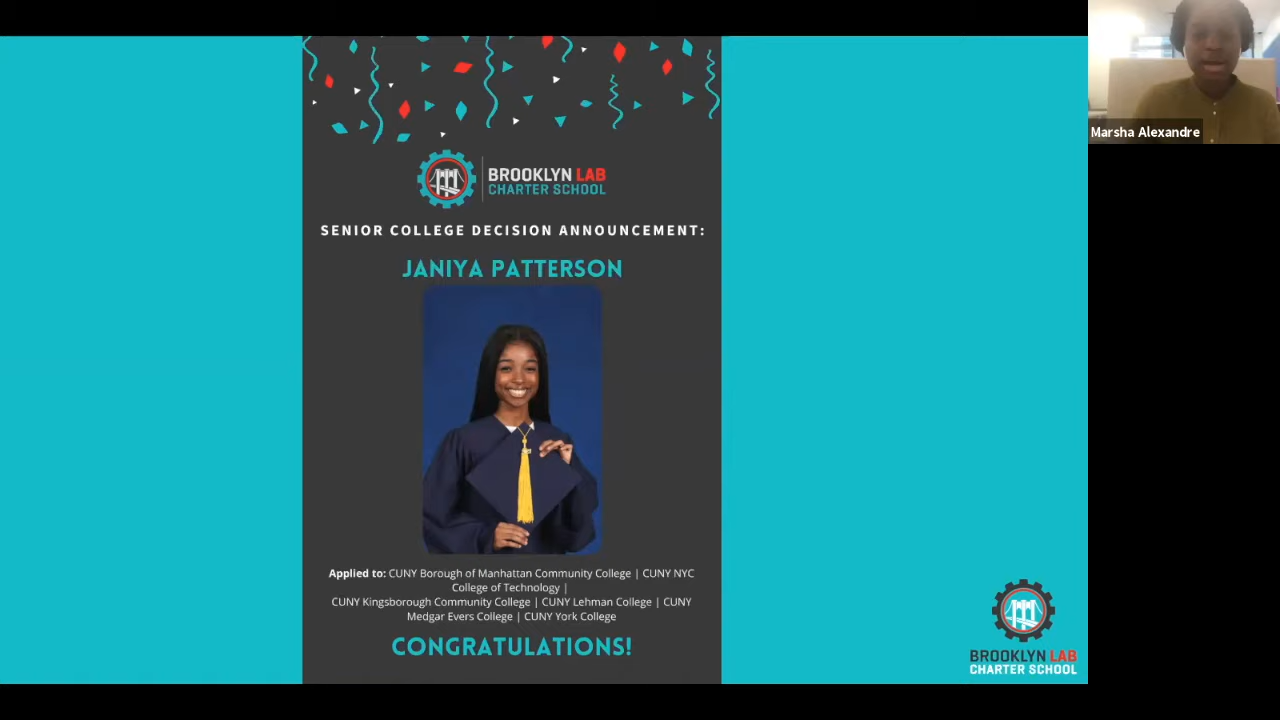 BROOKLYN LAB
CHARTER SCHOOL
SENIOR COLLEGE DECISION ANNOUNCEMENT:
JANIYA PATTERSON
Applied to: CUNY Borough of Manhattan Community College | CUNY NYC
College of Technology |
CUNY Kingsborough Community College | CUNY Lehman College | CUNY
Medgar Evers College | CUNY York College
CONGRATULATIONS!
Marsha Alexandre
BROOKLYN LAB
CHARTER SCHOOL